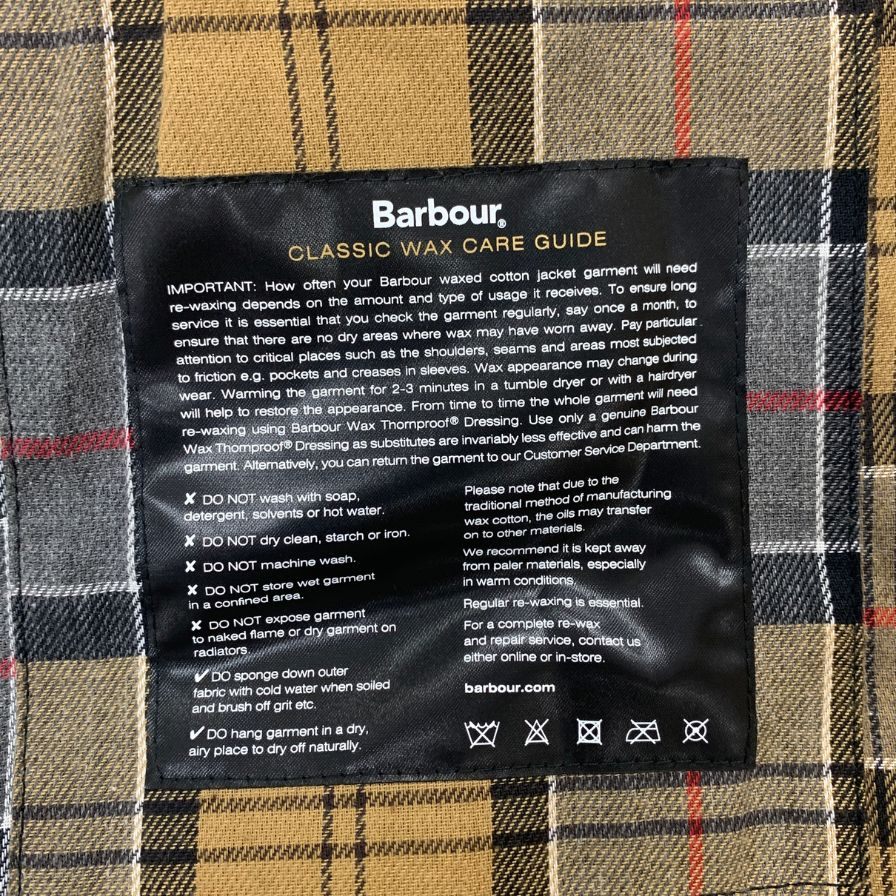 Barbour®
CLASSIC WAX CARE GUIDE
IMPORTANT: How often your Barbour waxed cotton jacket garment will need
re-waxing depends on the amount and type of usage it receives. To ensure long
service it is essential that you check the garment regularly, say once a month, to
ensure that there are no dry areas where wax may have worn away. Pay particular
attention to critical places such as the shoulders, seams and areas most subjected
to friction e.g. pockets and creases in sleeves. Wax appearance may change during
wear. Warming the garment for 2-3 minutes in a tumble dryer or with a hairdryer
will help to restore the appearance. From time to time the whole garment will need
re-waxing using Barbour Wax Thornproof® Dressing. Use only a genuine Barbour
Wax Thornproof® Dressing as substitutes are invariably less effective and can harm the
garment. Alternatively, you can return the garment to our Customer Service Department.
✘ DO NOT wash with soap,
detergent, solvents or hot water.
✘ DO NOT dry clean, starch or iron.
✘ DO NOT machine wash.
✘ DO NOT store wet garment
in a confined area.
✘ DO NOT expose garment
to naked flame or dry garment on
radiators.
✔ DO sponge down outer
fabric with cold water when soiled
and brush off grit etc.
✔ DO hang garment in a dry,
airy place to dry off naturally.
Please note that due to the
traditional method of manufacturing
wax cotton, the oils may transfer
on to other materials.
We recommend it is kept away
from paler materials, especially
in warm conditions
Regular re-waxing is essential.
For a complete re-wax
and repair service, contact us
either online or in-store.
barbour.com